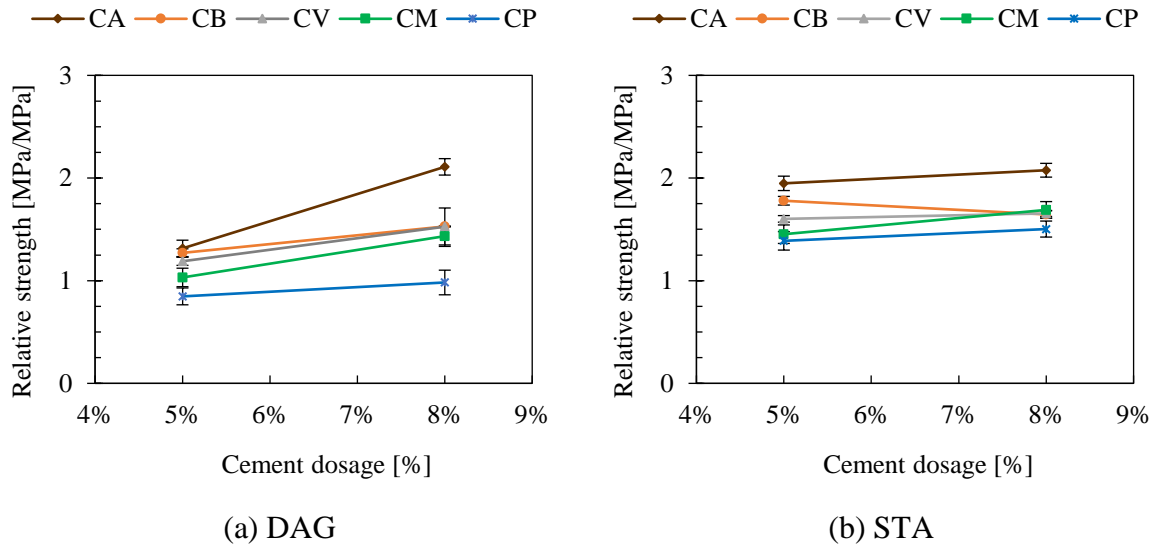 CA CB CV CM CP
Relative strength [MPa/MPa]
3
2
1
0
4% 5% 6% 7% 8% 9%
Cement dosage [%]
(a) DAG
CA CB CV CM CP
Relative strength [MPa/MPa]
3
2
1
0
4% 5% 6% 7% 8% 9%
Cement dosage [%]
(b) STA